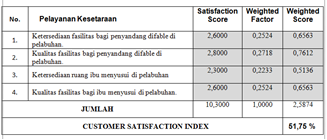 No. Pelayanan Kesetaraan Satisfaction Score Weighted Factor Weighted Score
1. Ketersediaan fasilitas bagi penyandang difable di pelabuhan. 2,6000 0,2524 0,6563
2. Kualitas fasilitas bagi penyandang difable di pelabuhan. 2,8000 0,2718 0,7612
3. Ketersediaan ruang ibu menyusui di pelabuhan 2,3000 0,2233 0,5136
4. Kualitas fasilitas bagi ibu menyusui di pelabuhan. 2,6000 0,2524 0,6563
JUMLAH 10,3000 1,0000 2,5874
CUSTOMER SATISFACTION INDEX 51,75 %